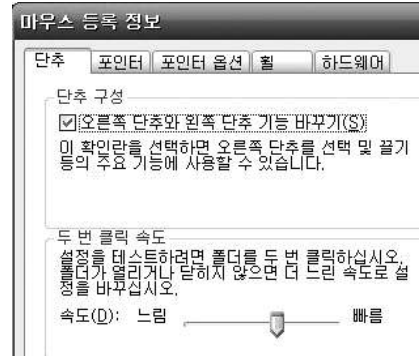 마우스 등록 정보
단추 포인터 포인터 옵션 휠 하드웨어
단추 구성
오른쪽 단추와 왼쪽 단추 기능 바꾸기(S)
이 확인란을 선택하면 오른쪽 단추를 선택 및 끌기
등의 주요 기능에 사용할 수 있습니다.
두 번 클릭 속도
설정을 테스트하려면 폴더를 두 번 클릭하십시오.
폴더가 열리거나 닫히지 않으면 더 느린 속도로 설
정을 바꾸십시오.
속도(D): 느림 빠름